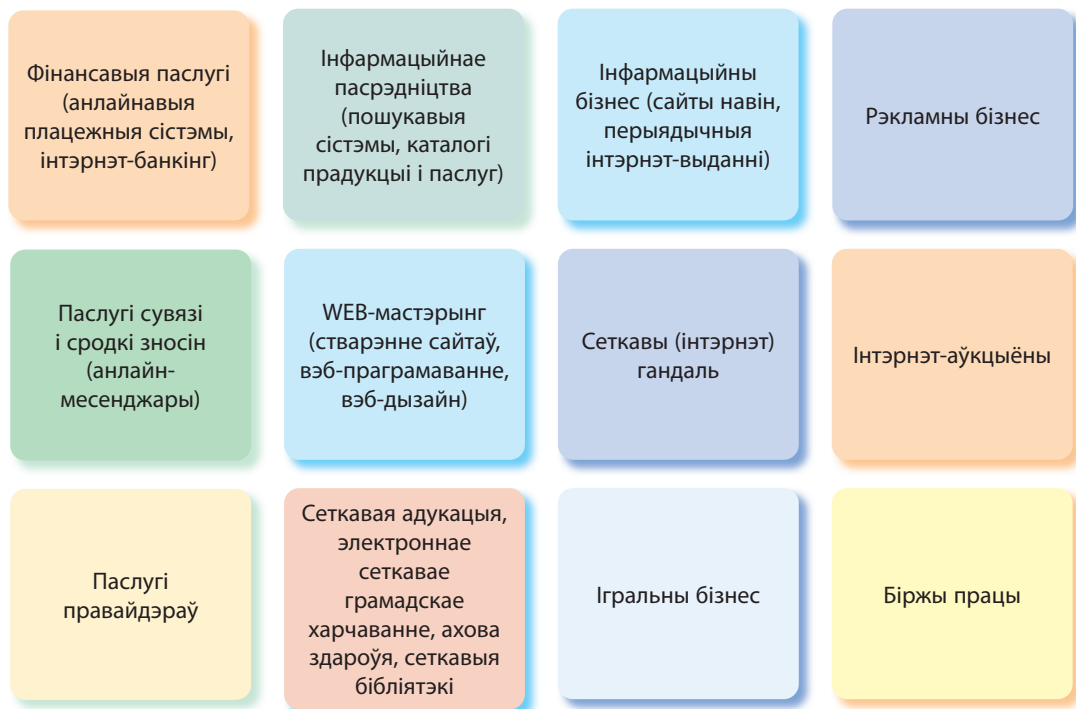 Фінансавыя паслугі
(анлайнавыя
плацежныя сістэмы,
інтэрнэт-банкінг)
Інфармацыйнае
пасрэдніцтва
(пошукавыя
сістэмы, каталогі
прадукцыі і паслуг)
Інфармацыйны
бізнес (сайты навін,
перыядычныя
інтэрнэт-выданні)
Рэкламны бізнес
Паслугі сувязі
і сродкі зносін
(анлайн-
месенджары)
WEB-мастэрынг
(стварэнне сайтаў,
вэб-праграмаванне,
вэб-дызайн)
Сеткавы (інтэрнэт)
гандаль
Інтэрнэт-аўкцыёны
Паслугі
правайдэраў
Сеткавая адукацыя,
электроннае
сеткавае
грамадскае
харчаванне, ахова
здароўя, сеткавыя
бібліятэкі
Ігральны бізнес
Біржы працы